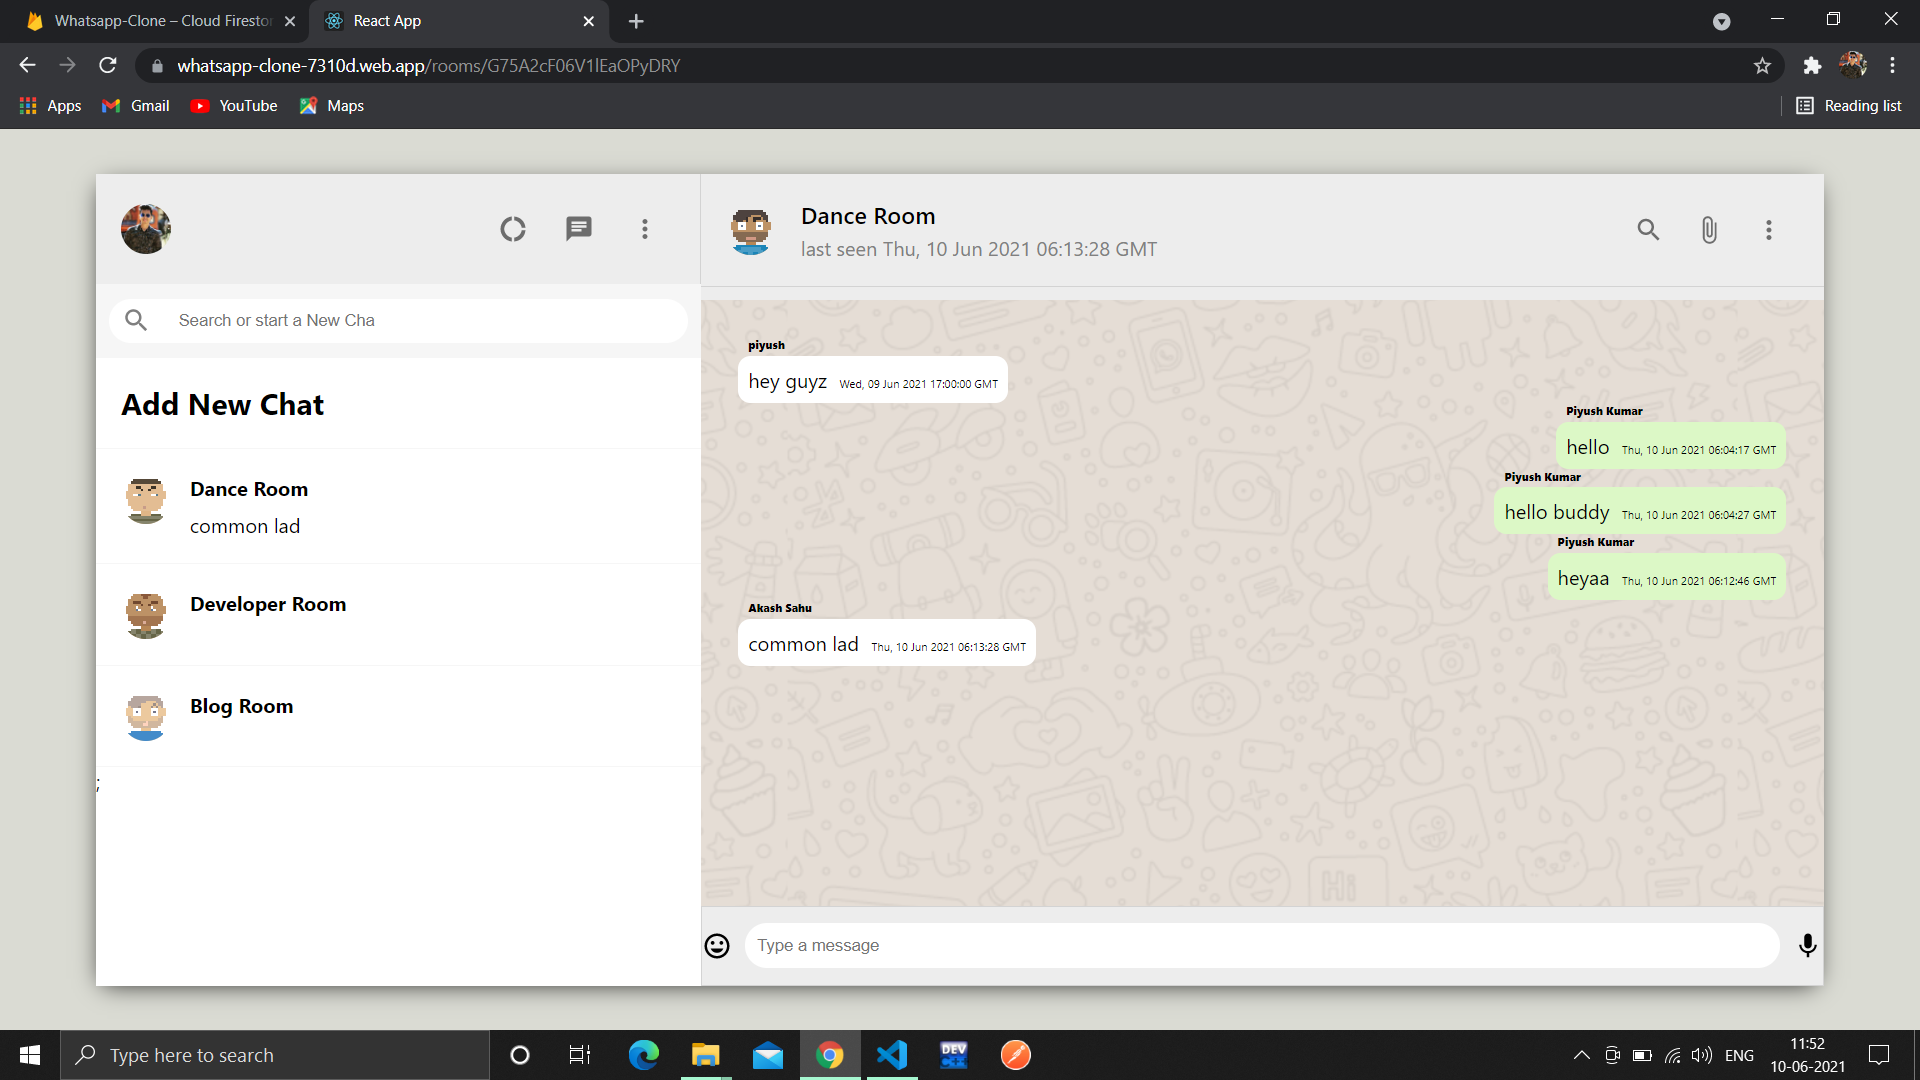 Whatsapp-Clone – Cloud Firestor
React App
whatsapp-clone-7310d.web.app/rooms/G75A2cF06V1lEaOPyDRY
Apps
Gmail
YouTube
Maps
Reading list
Dance Room
last seen Thu, 10 Jun 2021 06:13:28 GMT
Search or start a New Cha
Add New Chat
Dance Room
common lad
Developer Room
Blog Room
;
piyush
hey guyz Wed, 09 Jun 2021 17:00:00 GMT
Piyush Kumar
hello Thu, 10 Jun 2021 06:04:17 GMT
Piyush Kumar
hello buddy Thu, 10 Jun 2021 06:04:27 GMT
Piyush Kumar
heyaa Thu, 10 Jun 2021 06:12:46 GMT
Akash Sahu
common lad Thu, 10 Jun 2021 06:13:28 GMT
Hi
Type a message
Type here to search
DEV
C++
ENG
11:52
10-06-2021